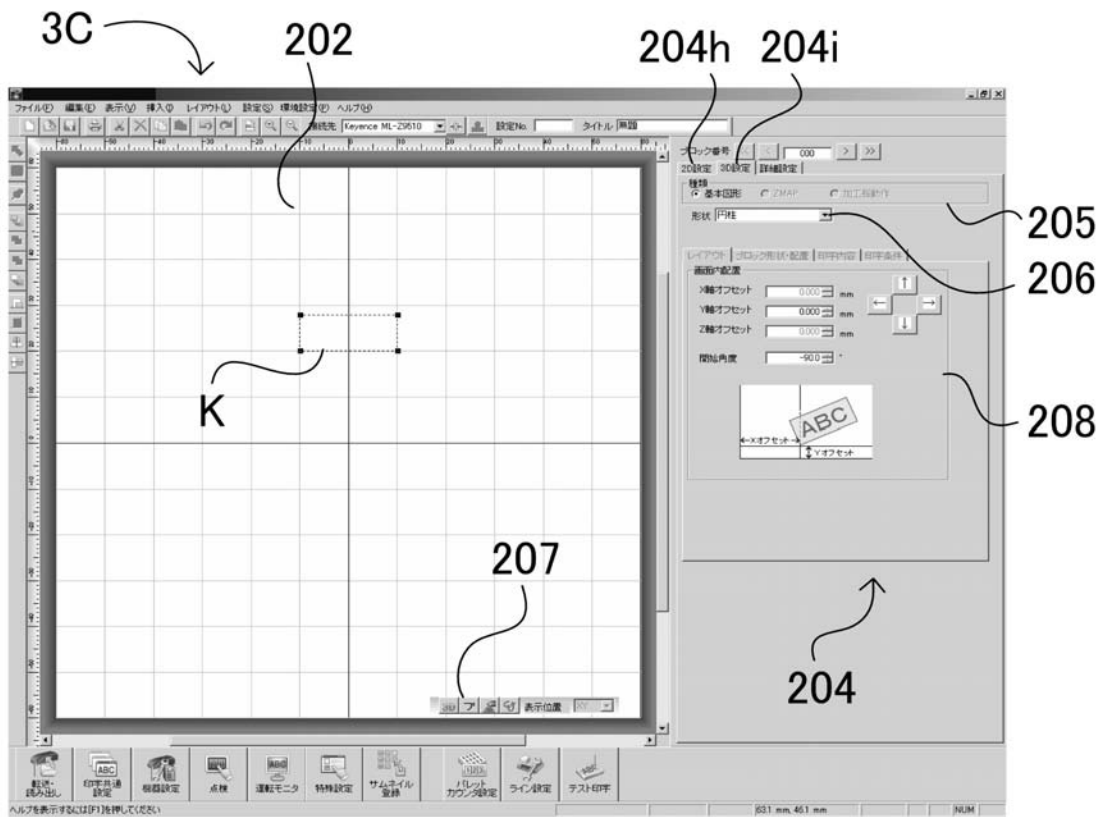 3C 202 204h 204i
ファイル(F) 編集(E) 表示(V) 挿入(I) レイアウト(L) 設定(S) 環境設定(P) ヘルプ(H)
接続先 Keyence ML-Z9510 設定No. タイトル 無題
ブロック番号 << < 000 > >>
2D設定 3D設定 詳細設定
種類
基本図形 ZMAP 加工機動作
205
形状 円柱
206
レイアウト ブロック形状・配置 印字内容 印字条件
画面内配置
X軸オフセット 0.000 mm
Y軸オフセット 0.000 mm
Z軸オフセット 0.000 mm
開始角度 -90.0 °
K
208
ABC
Xオフセット
Yオフセット
207
204
3D 表示位置 XY
転送・読み出し
印字共通設定
機器設定
点検
運転モニタ
特殊設定
サムネイル登録
パレットカウンタ設定
ライン設定
テスト印字
ヘルプを表示するには[F1]を押してください
63.1 mm, 46.1 mm NUM